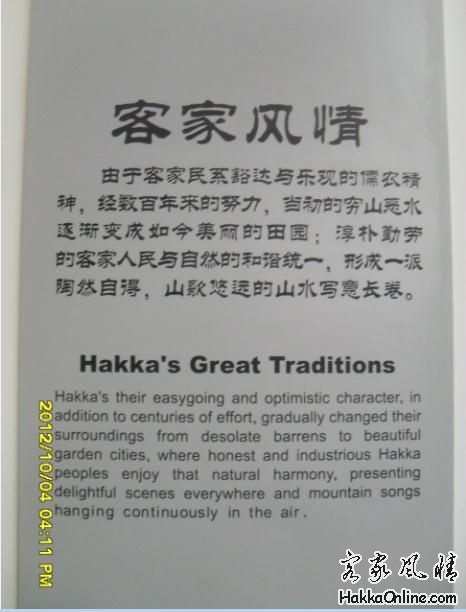 客家风情
由于客家民系豁达与乐观的儒农精
神，经数百年来的努力，当初的穷山恶水
逐渐变成如今美丽的田园；淳朴勤劳
的客家人民与自然的和谐统一，形成一派
陶然自得，山歌悠远的山水写意长卷。
Hakka's Great Traditions
Hakka's their easygoing and optimistic character, in
addition to centuries of effort, gradually changed their
surroundings from desolate barrens to beautiful
garden cities, where honest and industrious Hakka
peoples enjoy that natural harmony, presenting
delightful scenes everywhere and mountain songs
hanging continuously in the air.
2012/10/04 04:11 PM
客家风情
HakkaOnline.com